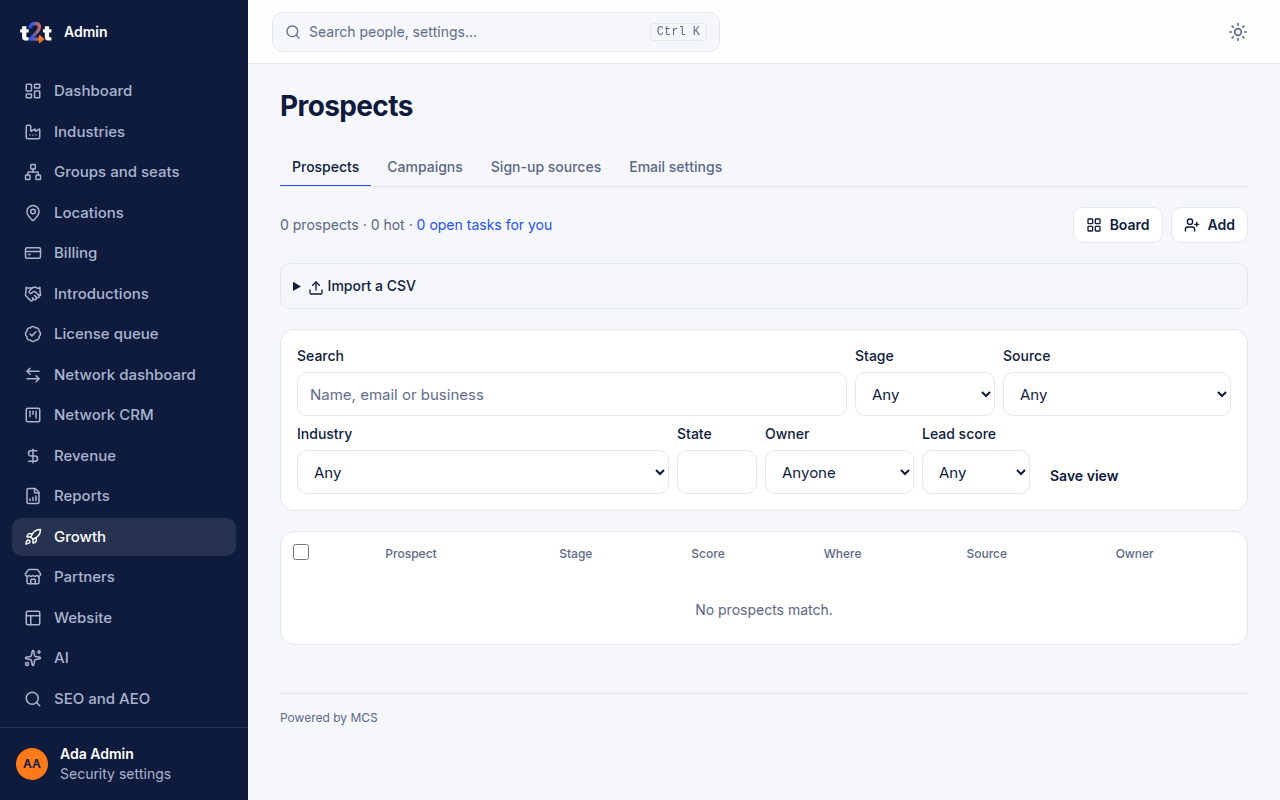 t2t Admin
Search people, settings...
Ctrl K
Dashboard
Industries
Groups and seats
Locations
Billing
Introductions
License queue
Network dashboard
Network CRM
Revenue
Reports
Growth
Partners
Website
AI
SEO and AEO
AA
Ada Admin
Security settings
Prospects
Prospects Campaigns Sign-up sources Email settings
0 prospects · 0 hot · 0 open tasks for you
Board
Add
Import a CSV
Search Stage Source
Name, email or business Any Any
Industry State Owner Lead score
Any Anyone Any Save view
Prospect Stage Score Where Source Owner
No prospects match.
Powered by MCS